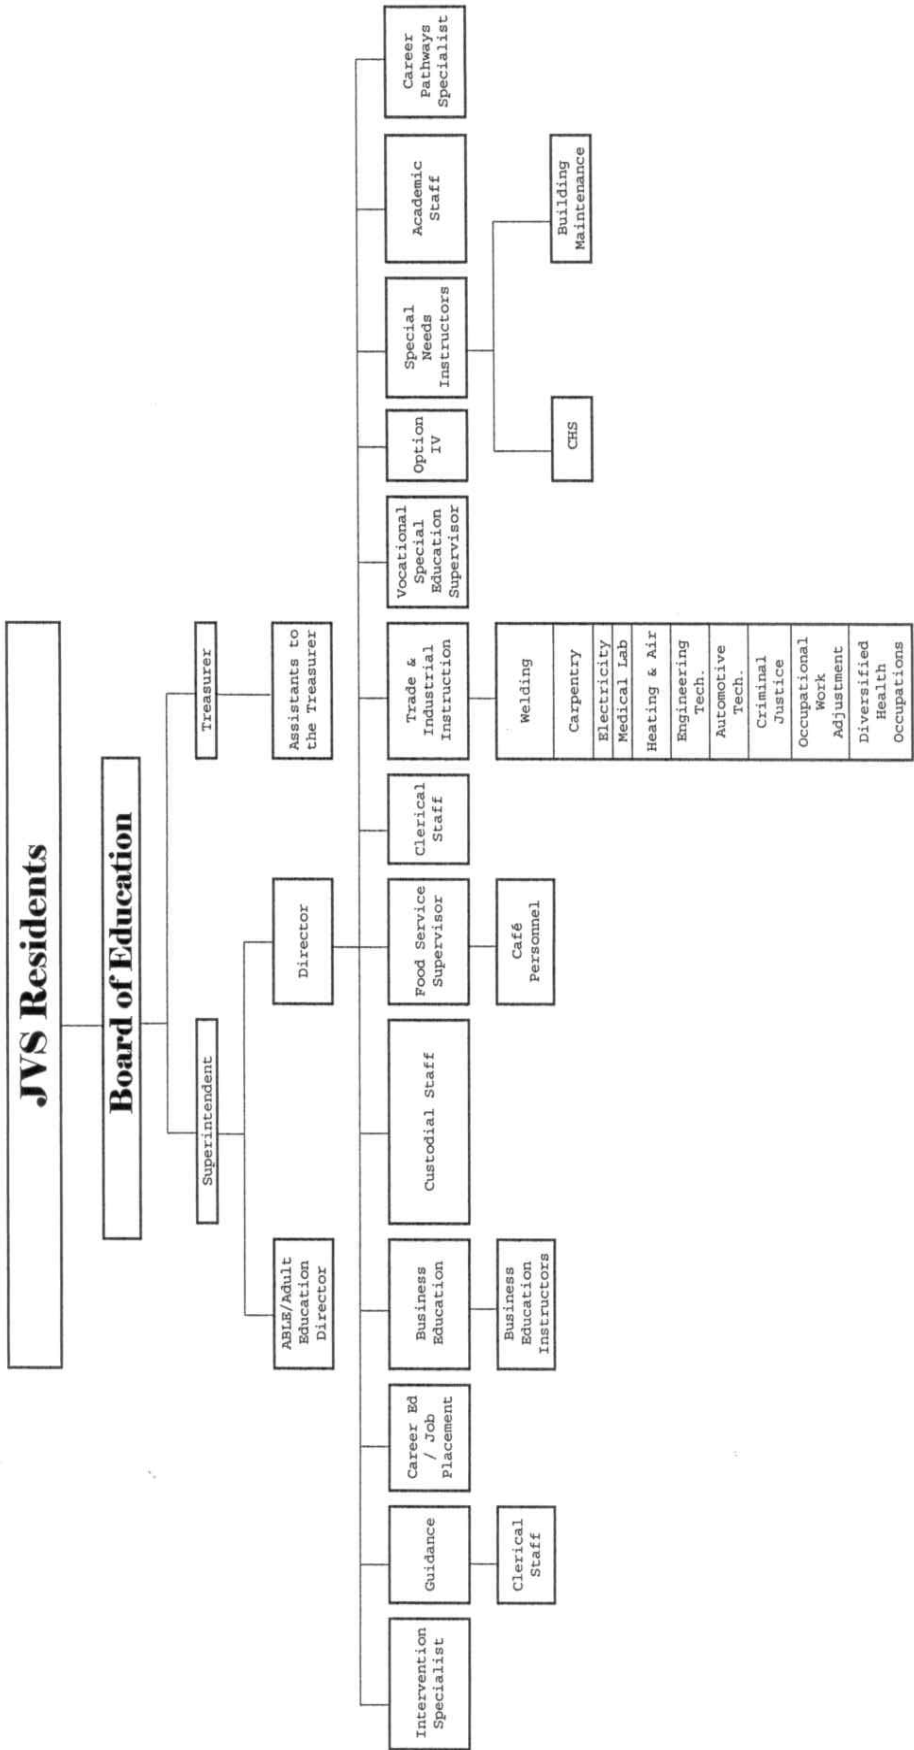 JVS Residents
Board of Education
Superintendent
Treasurer
ABLE/Adult
Education
Director
Director
Assistants to
the Treasurer
Intervention
Specialist
Guidance
Career Ed
/ Job
Placement
Business
Education
Custodial Staff
Food Service
Supervisor
Clerical
Staff
Trade &
Industrial
Instruction
Vocational
Special
Education
Supervisor
Option
IV
Special
Needs
Instructors
Academic
Staff
Career
Pathways
Specialist
Clerical
Staff
Business
Education
Instructors
Café
Personnel
Welding
Carpentry
Electricity
Medical Lab
Heating & Air
Engineering
Tech.
Automotive
Tech.
Criminal
Justice
Occupational
Work
Adjustment
Diversified
Health
Occupations
CHS
Building
Maintenance